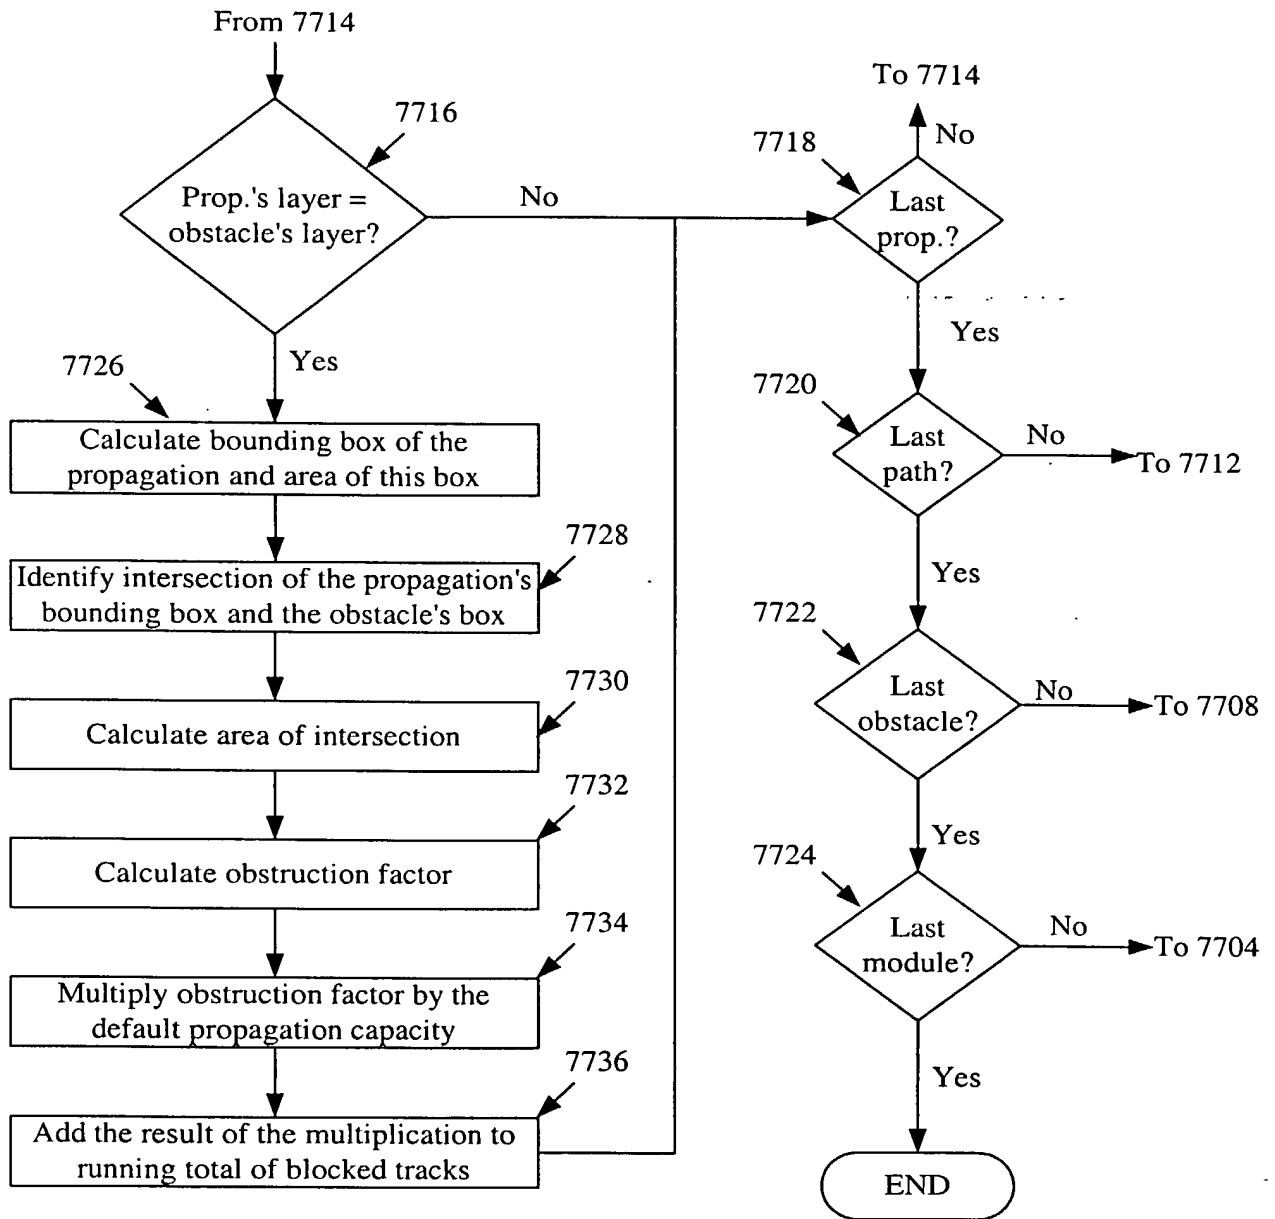 From 7714
7716
Prop.'s layer =
obstacle's layer?
No
Yes
7726
Calculate bounding box of the
propagation and area of this box
7728
Identify intersection of the propagation's
bounding box and the obstacle's box
7730
Calculate area of intersection
7732
Calculate obstruction factor
7734
Multiply obstruction factor by the
default propagation capacity
7736
Add the result of the multiplication to
running total of blocked tracks
To 7714
No
7718
Last
prop.?
Yes
7720
Last
path?
No
To 7712
Yes
7722
Last
obstacle?
No
To 7708
Yes
7724
Last
module?
No
To 7704
Yes
END